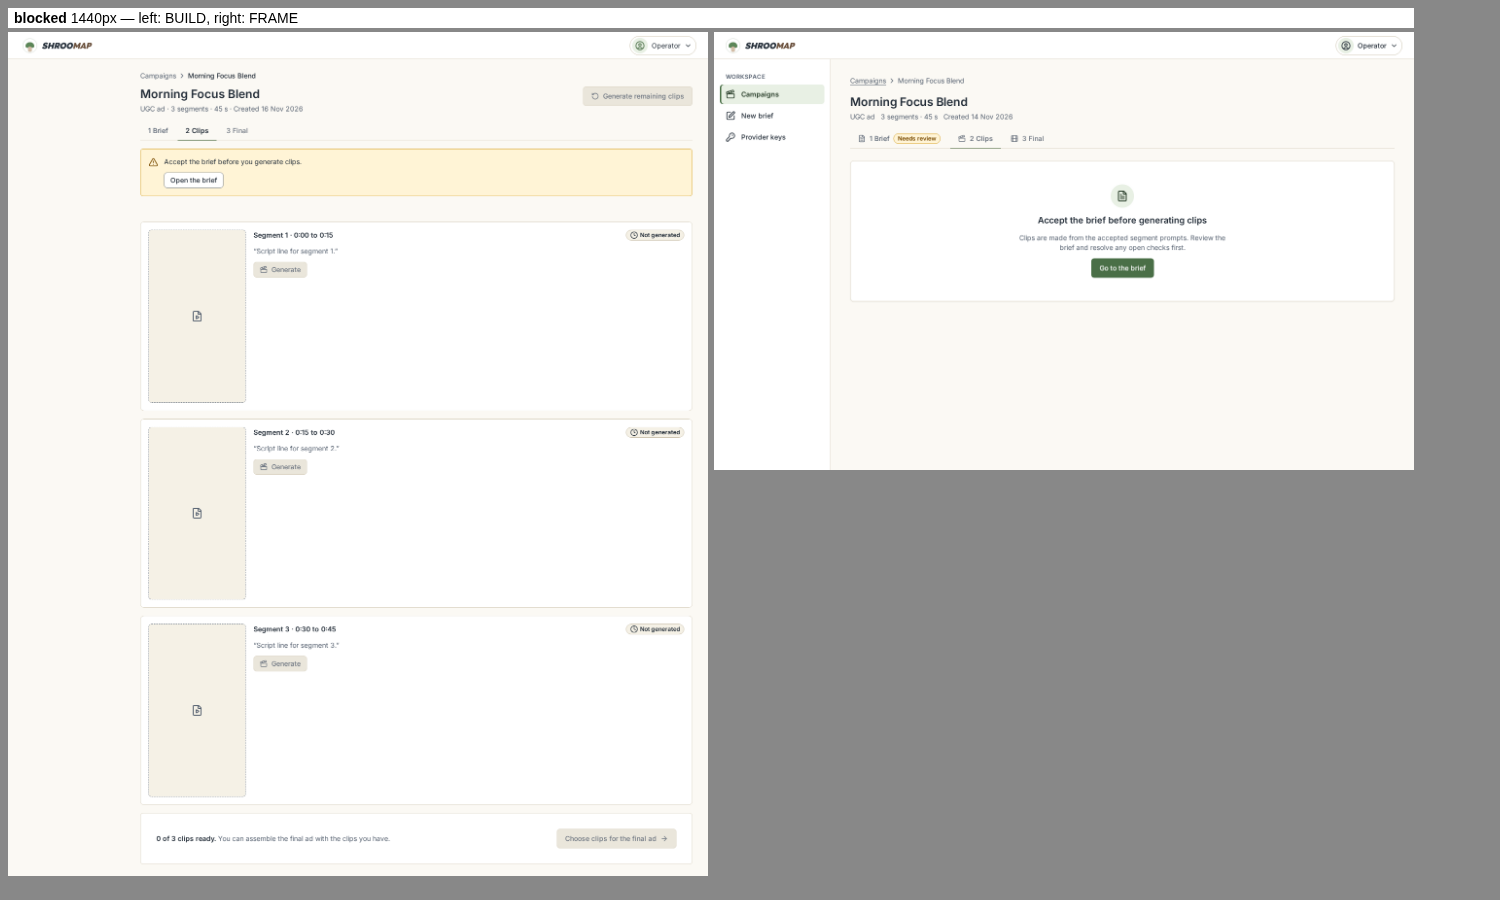 blocked 1440px — left: BUILD, right: FRAME
SHROOMAP
Operator
Campaigns > Morning Focus Blend
Morning Focus Blend
UGC ad · 3 segments · 45 s · Created 16 Nov 2026
Generate remaining clips
1 Brief
2 Clips
3 Final
Accept the brief before you generate clips.
Open the brief
Segment 1 · 0:00 to 0:15
Not generated
"Script line for segment 1."
Generate
Segment 2 · 0:15 to 0:30
Not generated
"Script line for segment 2."
Generate
Segment 3 · 0:30 to 0:45
Not generated
"Script line for segment 3."
Generate
0 of 3 clips ready. You can assemble the final ad with the clips you have.
Choose clips for the final ad →
SHROOMAP
Operator
WORKSPACE
Campaigns
New brief
Provider keys
Campaigns > Morning Focus Blend
Morning Focus Blend
UGC ad 3 segments · 45 s Created 14 Nov 2026
1 Brief Needs review
2 Clips
3 Final
Accept the brief before generating clips
Clips are made from the accepted segment prompts. Review the
brief and resolve any open checks first.
Go to the brief